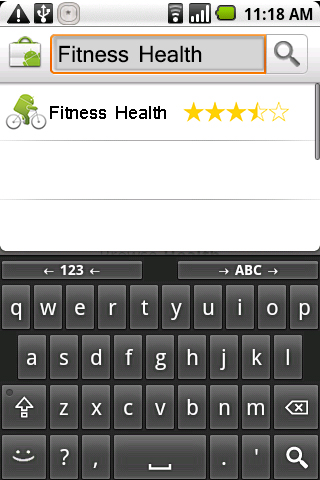 11:18 AM
Fitness Health
Fitness Health
← 123 ← → ABC →
q w e r t y u i o p
a s d f g h j k l
z x c v b n m
? , . '